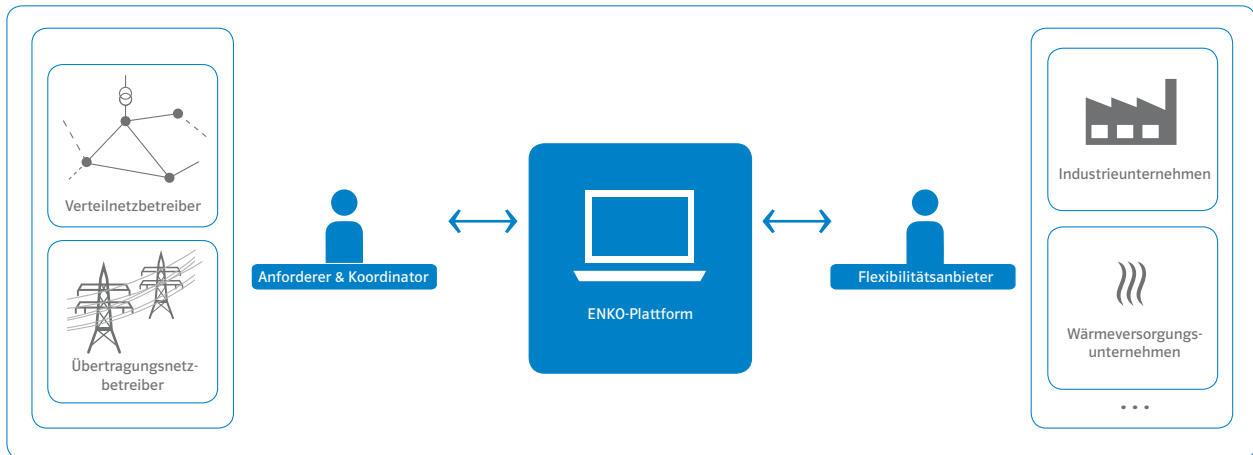 Verteilnetzbetreiber
Übertragungsnetz-
betreiber
Anforderer & Koordinator
ENKO-Plattform
Flexibilitätsanbieter
Industrieunternehmen
Wärmeversorgungs-
unternehmen
...